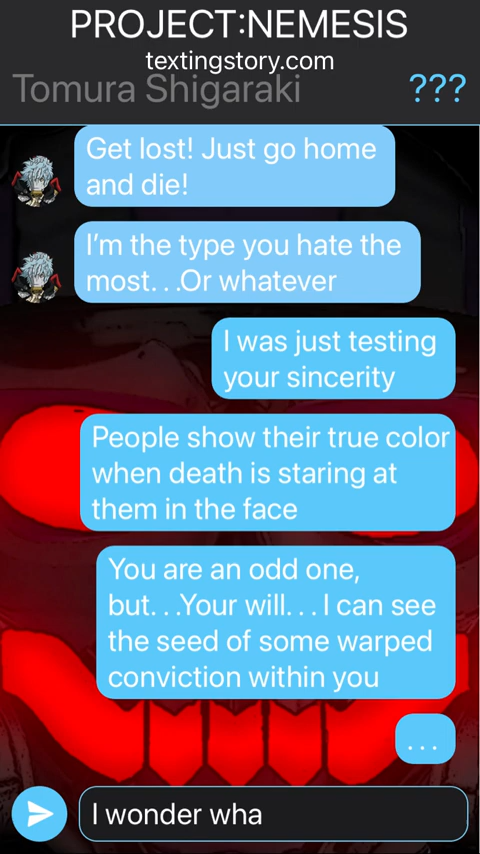 PROJECT:NEMESIS
textingstory.com
Tomura Shigaraki ???
Get lost! Just go home
and die!
I'm the type you hate the
most. . .Or whatever
I was just testing
your sincerity
People show their true color
when death is staring at
them in the face
You are an odd one,
but. . .Your will. . . I can see
the seed of some warped
conviction within you
. . .
I wonder wha